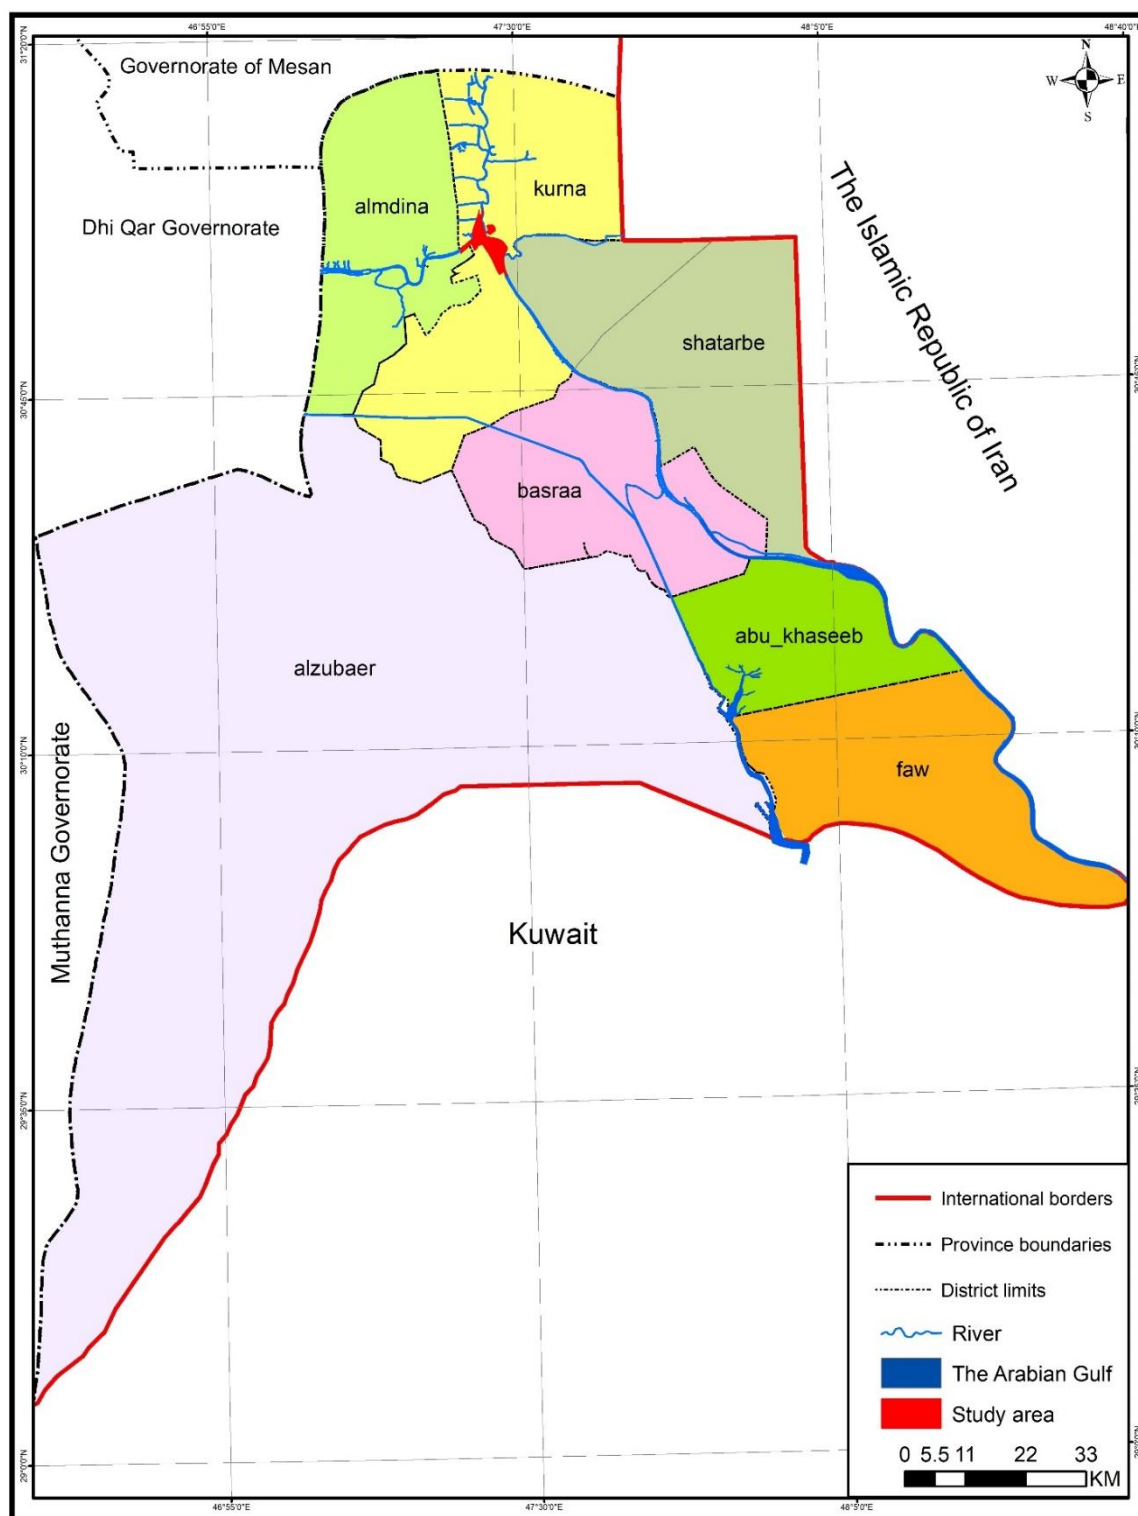 46°55'0"E
47°30'0"E
48°5'0"E
48°40'0"E
31°20'0"N
N
W
E
S
Governorate of Mesan
kurna
almdina
Dhi Qar Governorate
The Islamic Republic of Iran
shatarbe
30°45'0"N
basraa
abu_khaseeb
alzubaer
Muthanna Governorate
30°10'0"N
faw
Kuwait
29°35'0"N
International borders
Province boundaries
District limits
River
The Arabian Gulf
Study area
0 5.5 11 22 33
KM
29°0'0"N
46°55'0"E
47°30'0"E
48°5'0"E